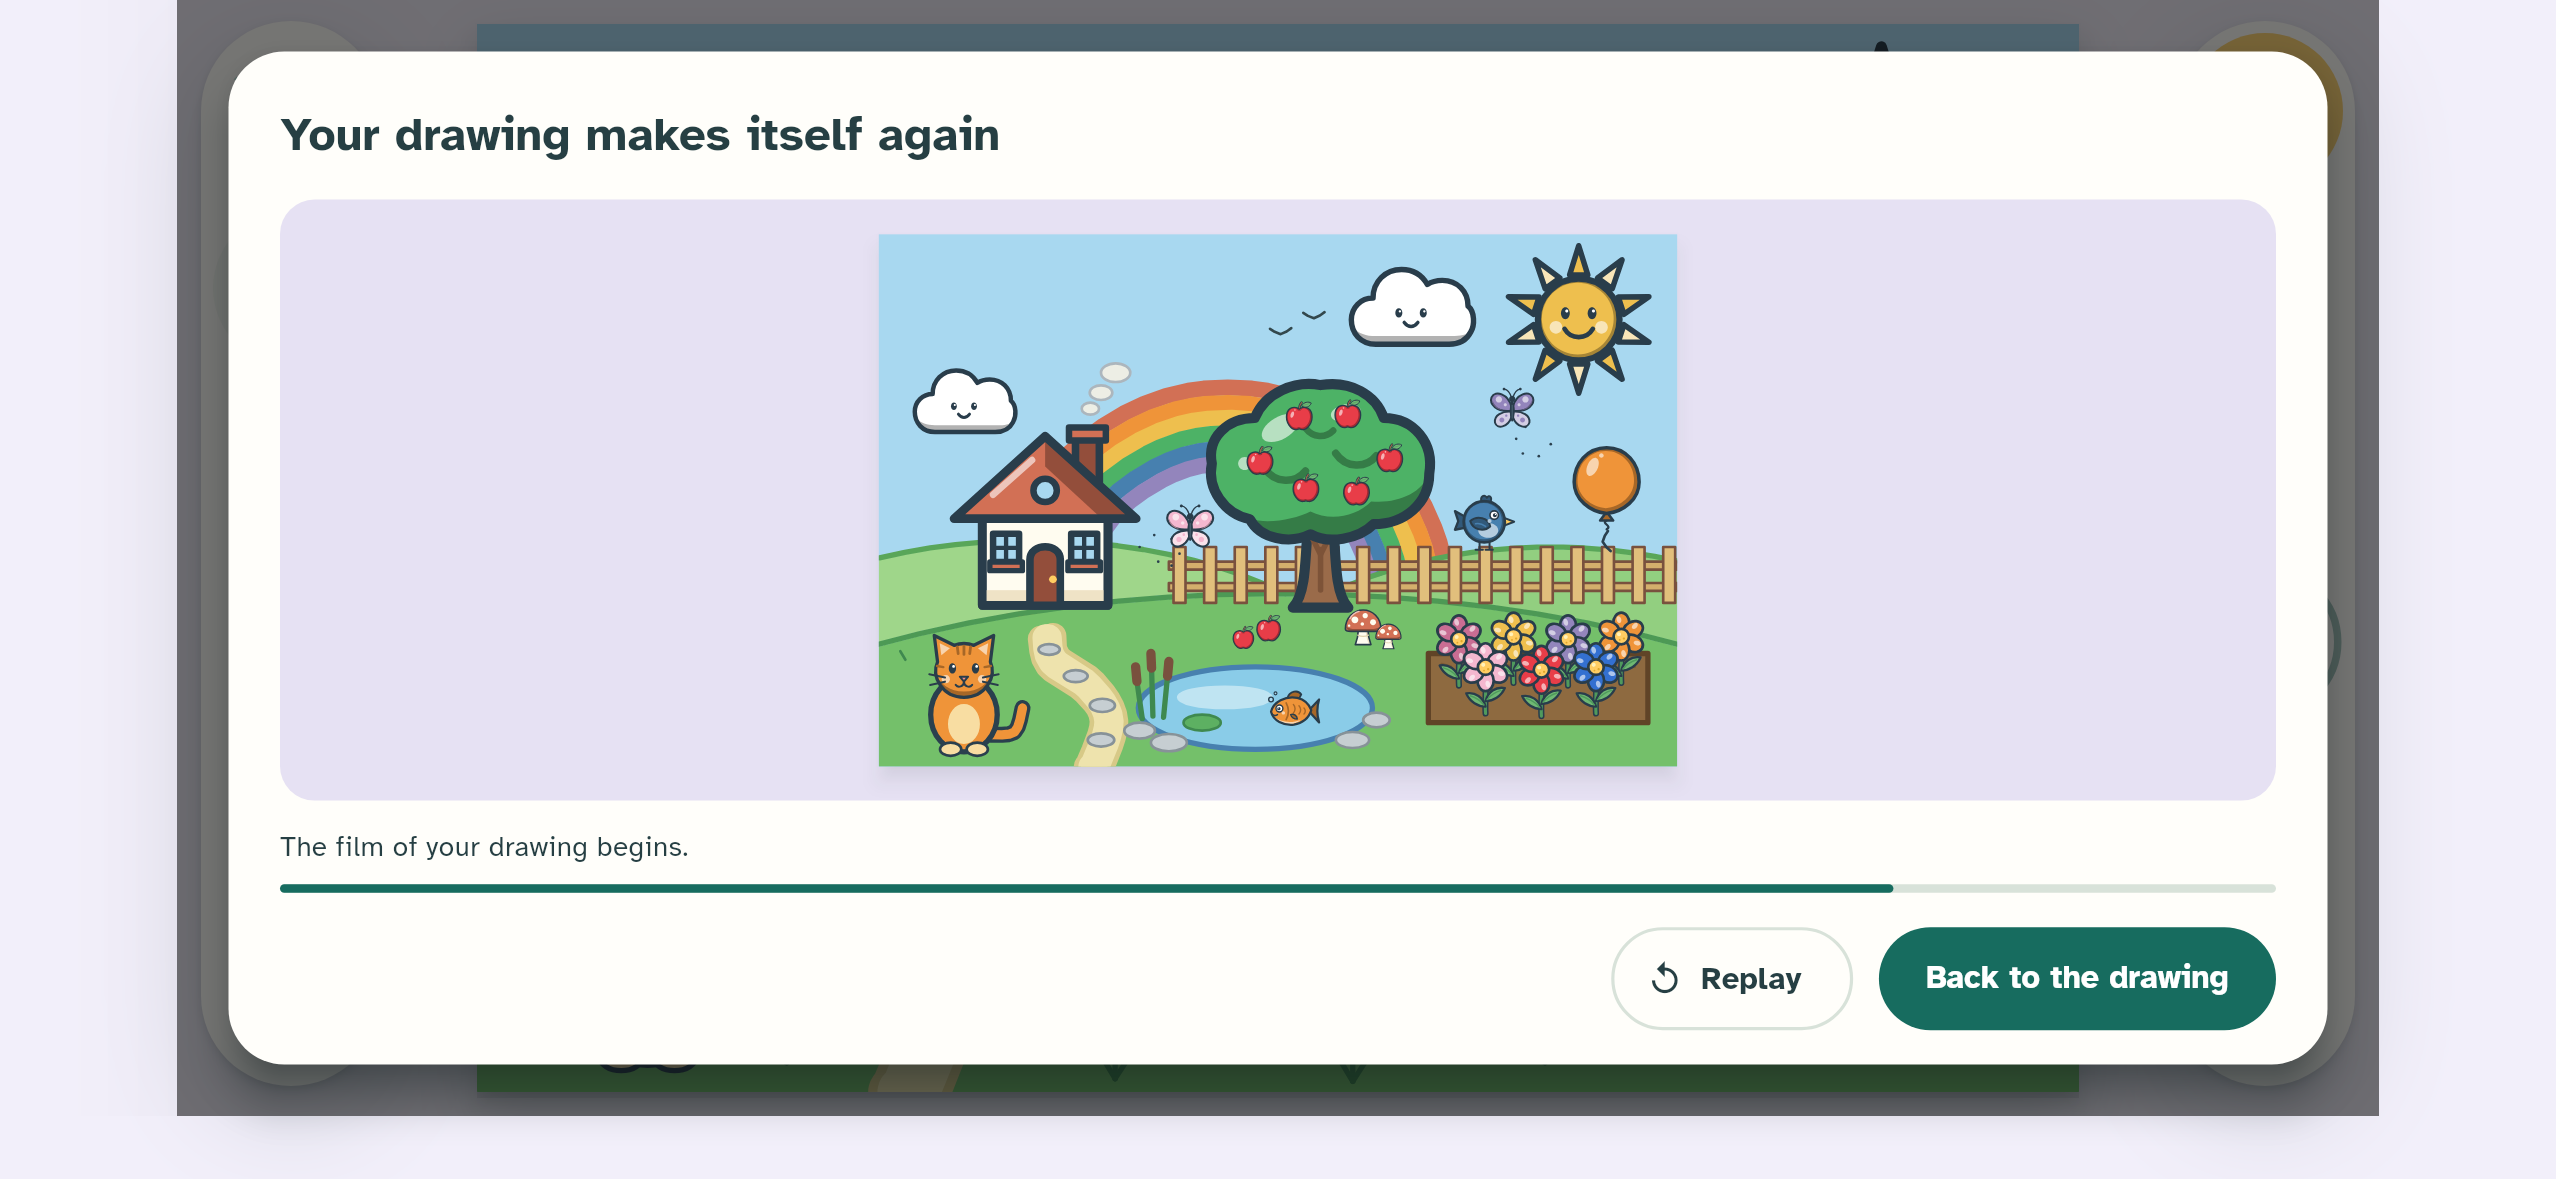 Your drawing makes itself again
The film of your drawing begins.
Replay
Back to the drawing